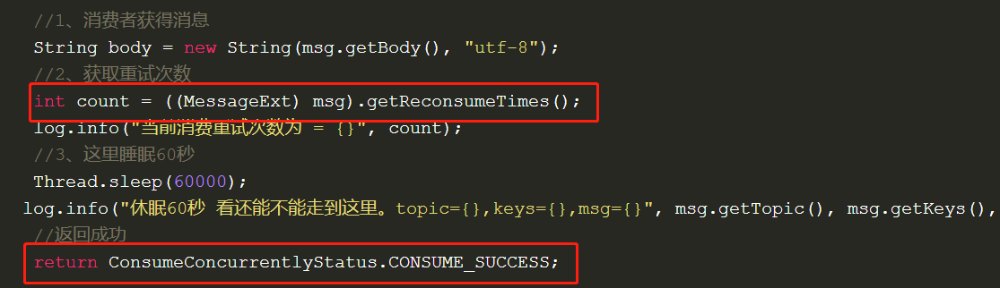 //1、消费者获得消息
String body = new String(msg.getBody(), "utf-8");
//2、获取重试次数
int count = ((MessageExt) msg).getReconsumeTimes();
log.info("当前消费重试次数为 = {}", count);
//3、这里睡眠60秒
Thread.sleep(60000);
log.info("休眠60秒 看还能不能走到这里。topic={},keys={},msg={}", msg.getTopic(), msg.getKeys(),
//返回成功
return ConsumeConcurrentlyStatus.CONSUME_SUCCESS;